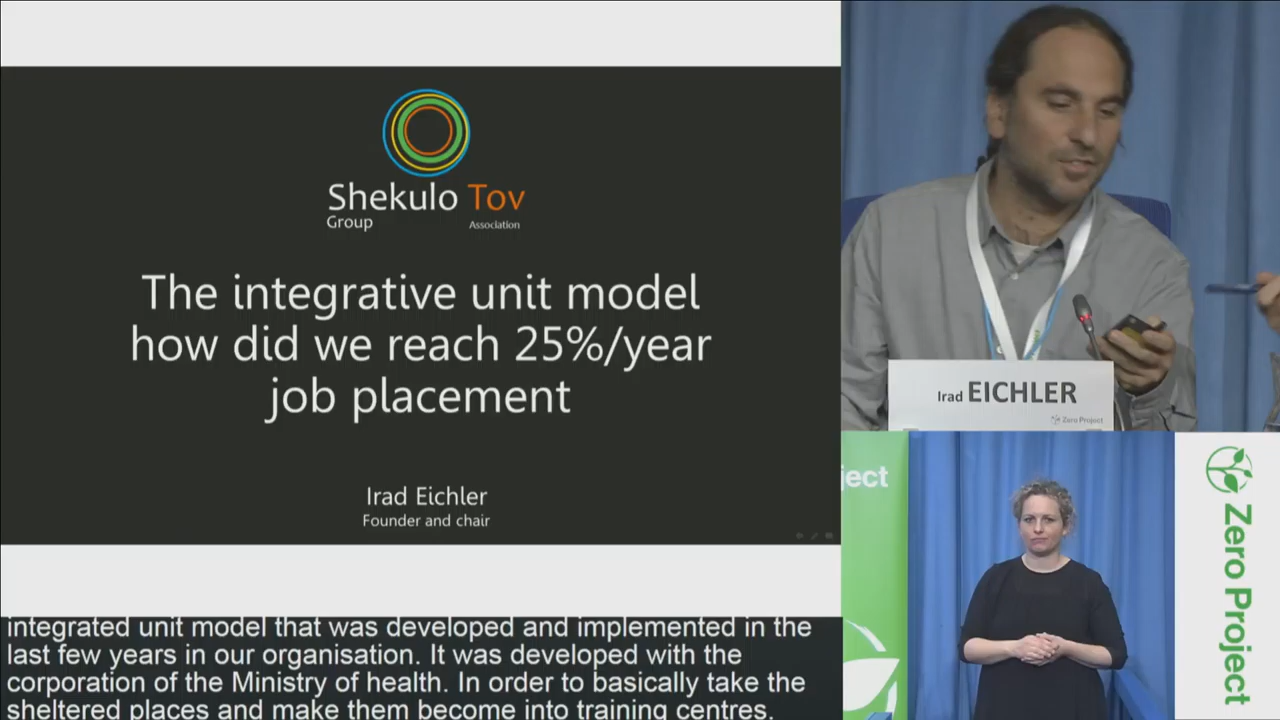 Shekulo Tov
Group Association
The integrative unit model
how did we reach 25%/year
job placement
Irad Eichler
Founder and chair
integrated unit model that was developed and implemented in the
last few years in our organisation. It was developed with the
corporation of the Ministry of health. In order to basically take the
sheltered places and make them become into training centres.
Irad EICHLER
Zero Project
ject
Zero Project